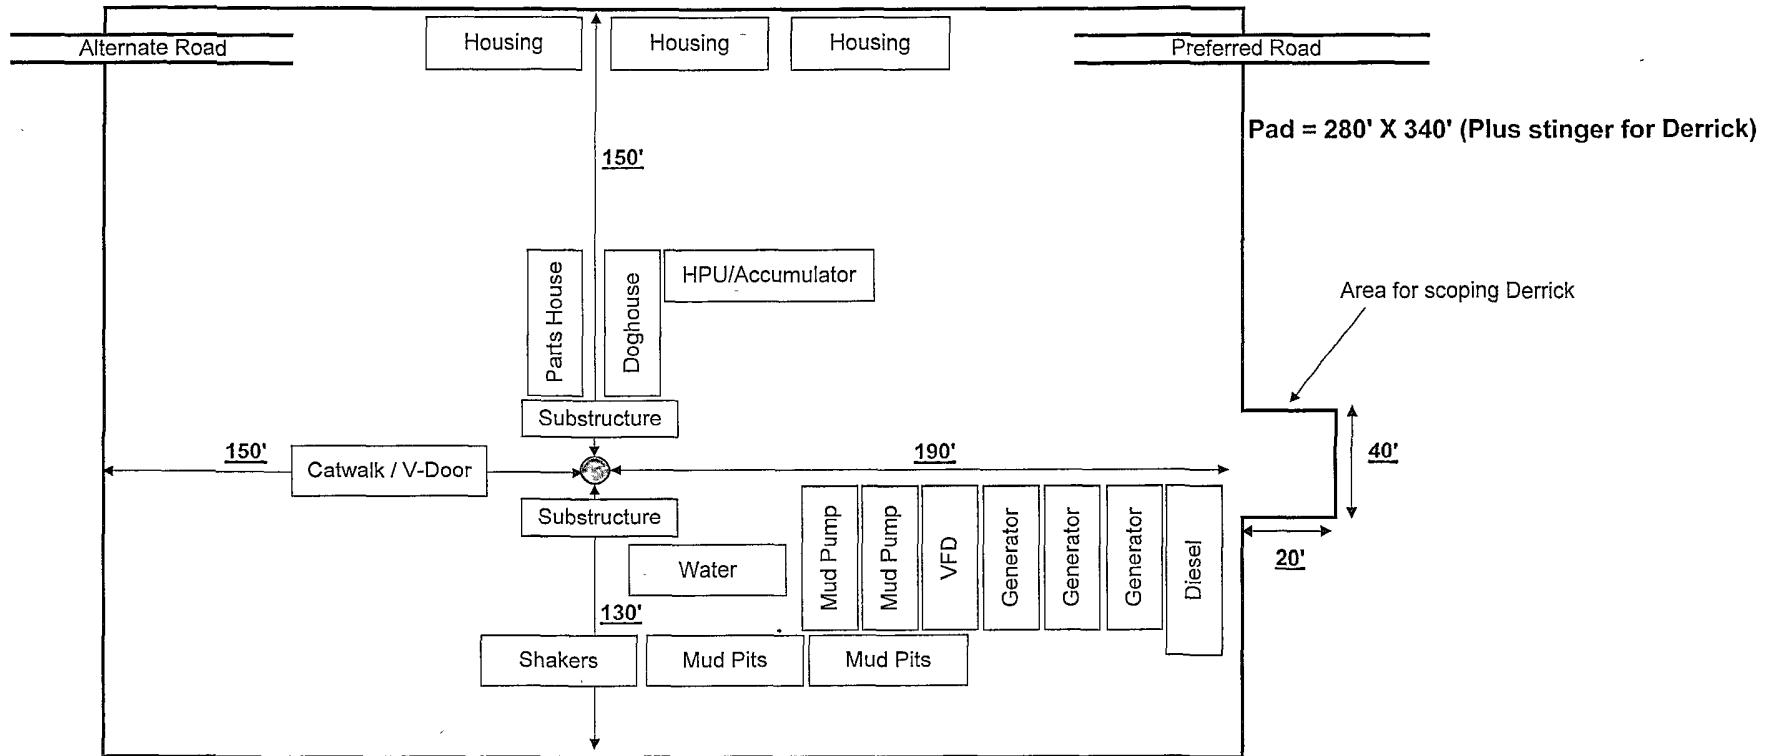 Alternate Road
Housing
Housing
Housing
Preferred Road
Pad = 280' X 340' (Plus stinger for Derrick)
150'
Parts House
Doghouse
HPU/Accumulator
Area for scoping Derrick
Substructure
150'
Catwalk / V-Door
190'
40'
Substructure
Mud Pump
Mud Pump
VFD
Generator
Generator
Generator
Diesel
20'
Water
130'
Shakers
Mud Pits
Mud Pits